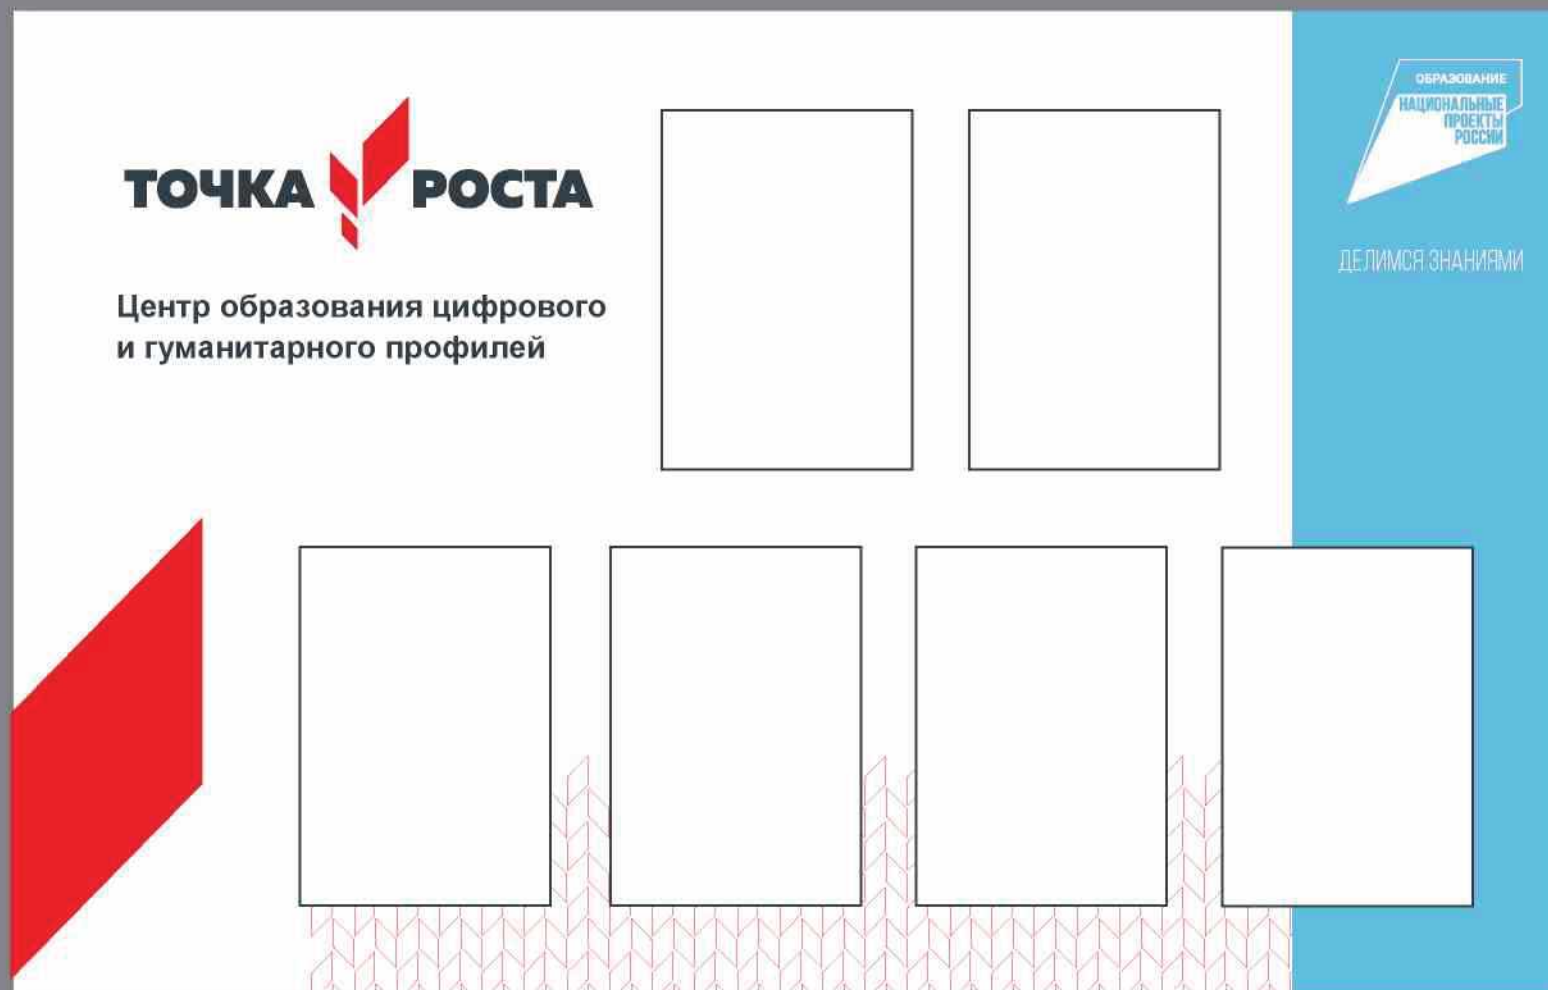 ТОЧКА РОСТА
Центр образования цифрового
и гуманитарного профилей
ОБРАЗОВАНИЕ
НАЦИОНАЛЬНЫЕ
ПРОЕКТЫ
РОССИИ
ДЕЛИМСЯ ЗНАНИЯМИ